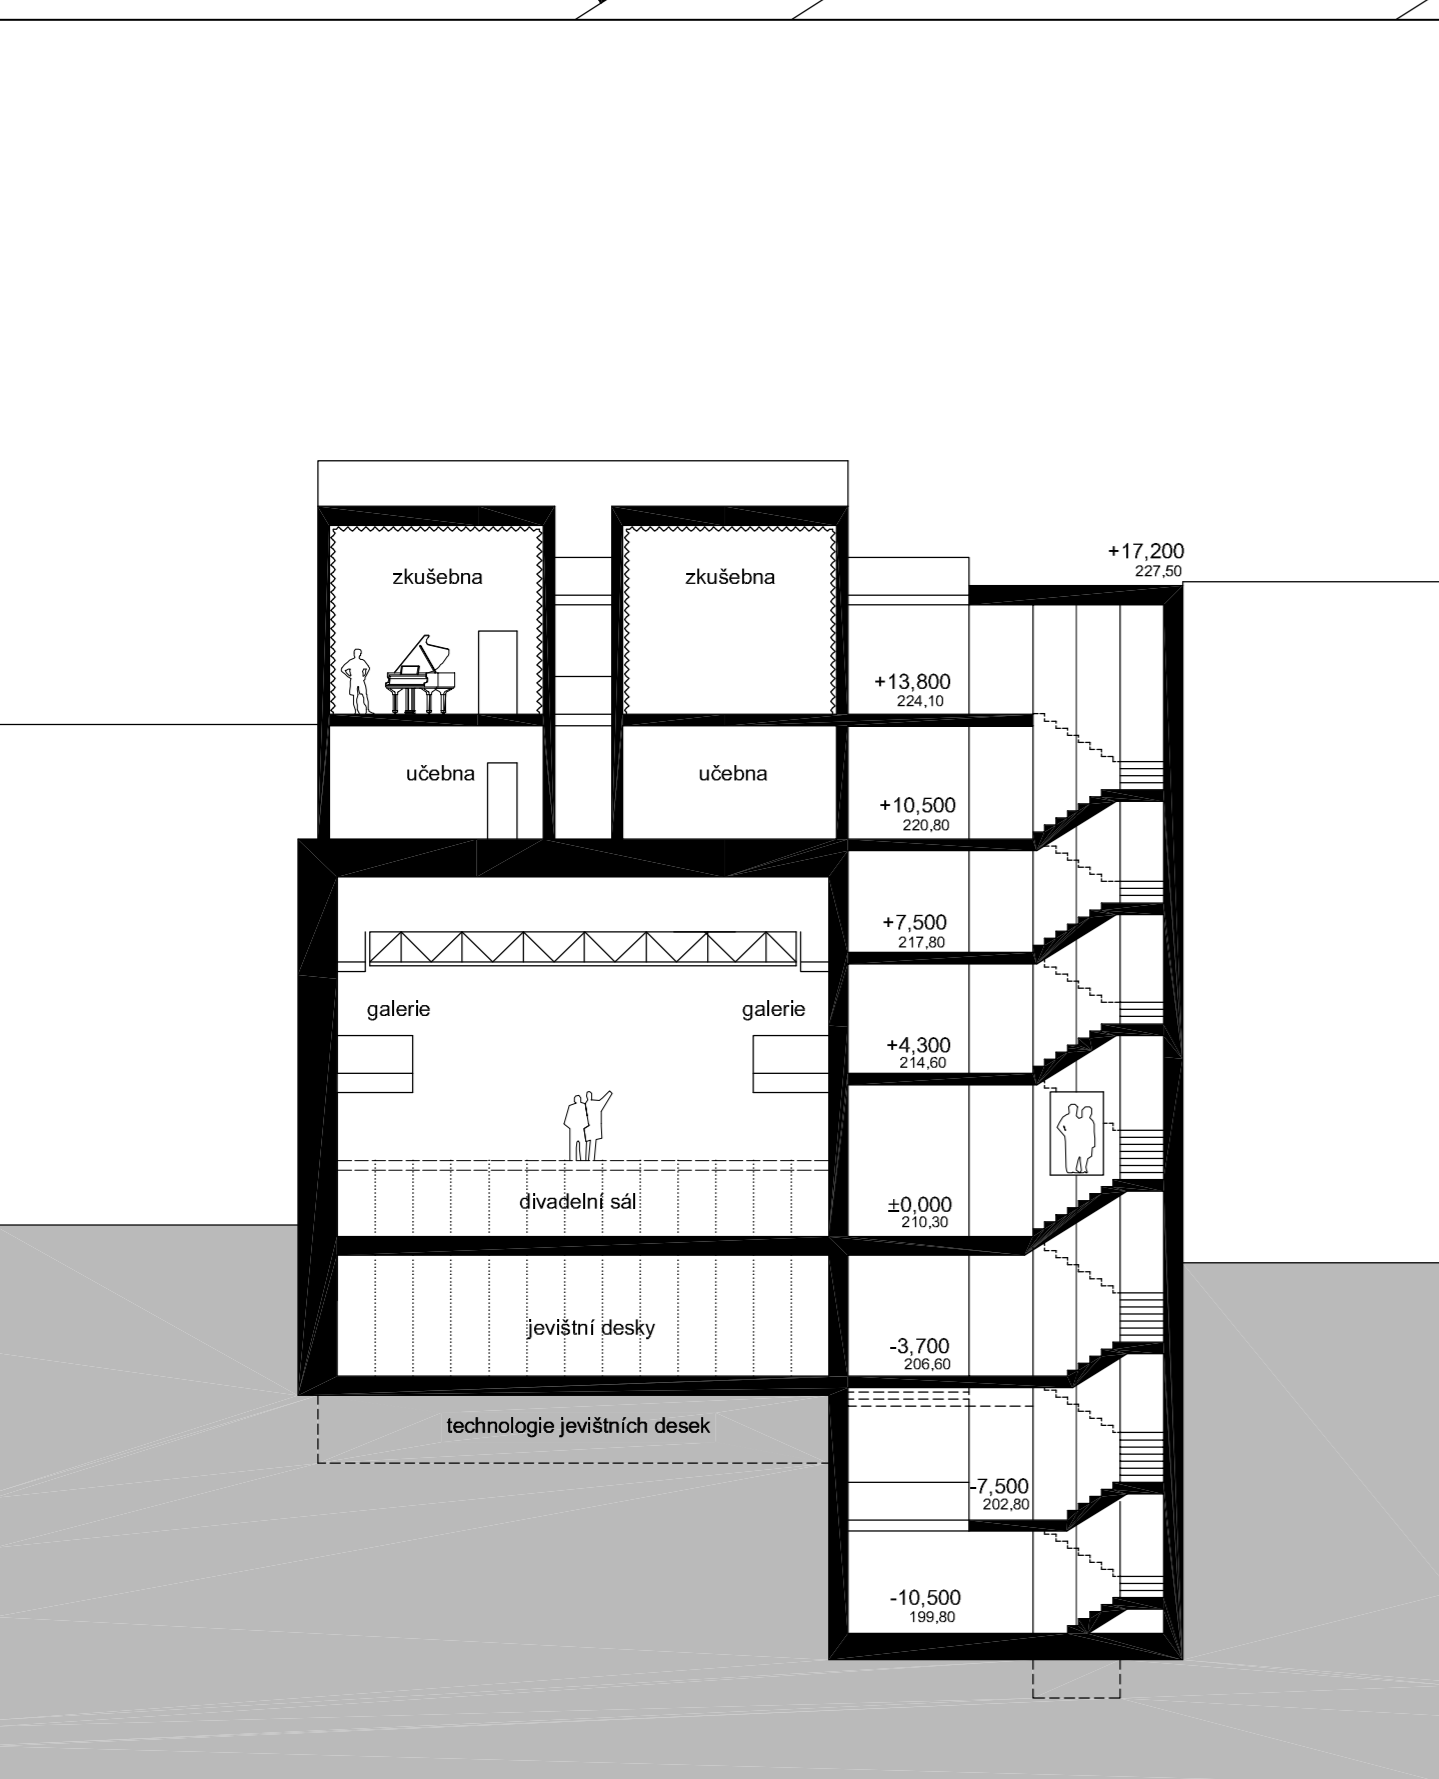 +17,200
227,50
zkušebna
zkušebna
+13,800
224,10
učebna
učebna
+10,500
220,80
+7,500
217,80
galerie
galerie
+4,300
214,60
divadelní sál
±0,000
210,30
jevištní desky
-3,700
206,60
technologie jevištních desek
-7,500
202,80
-10,500
199,80